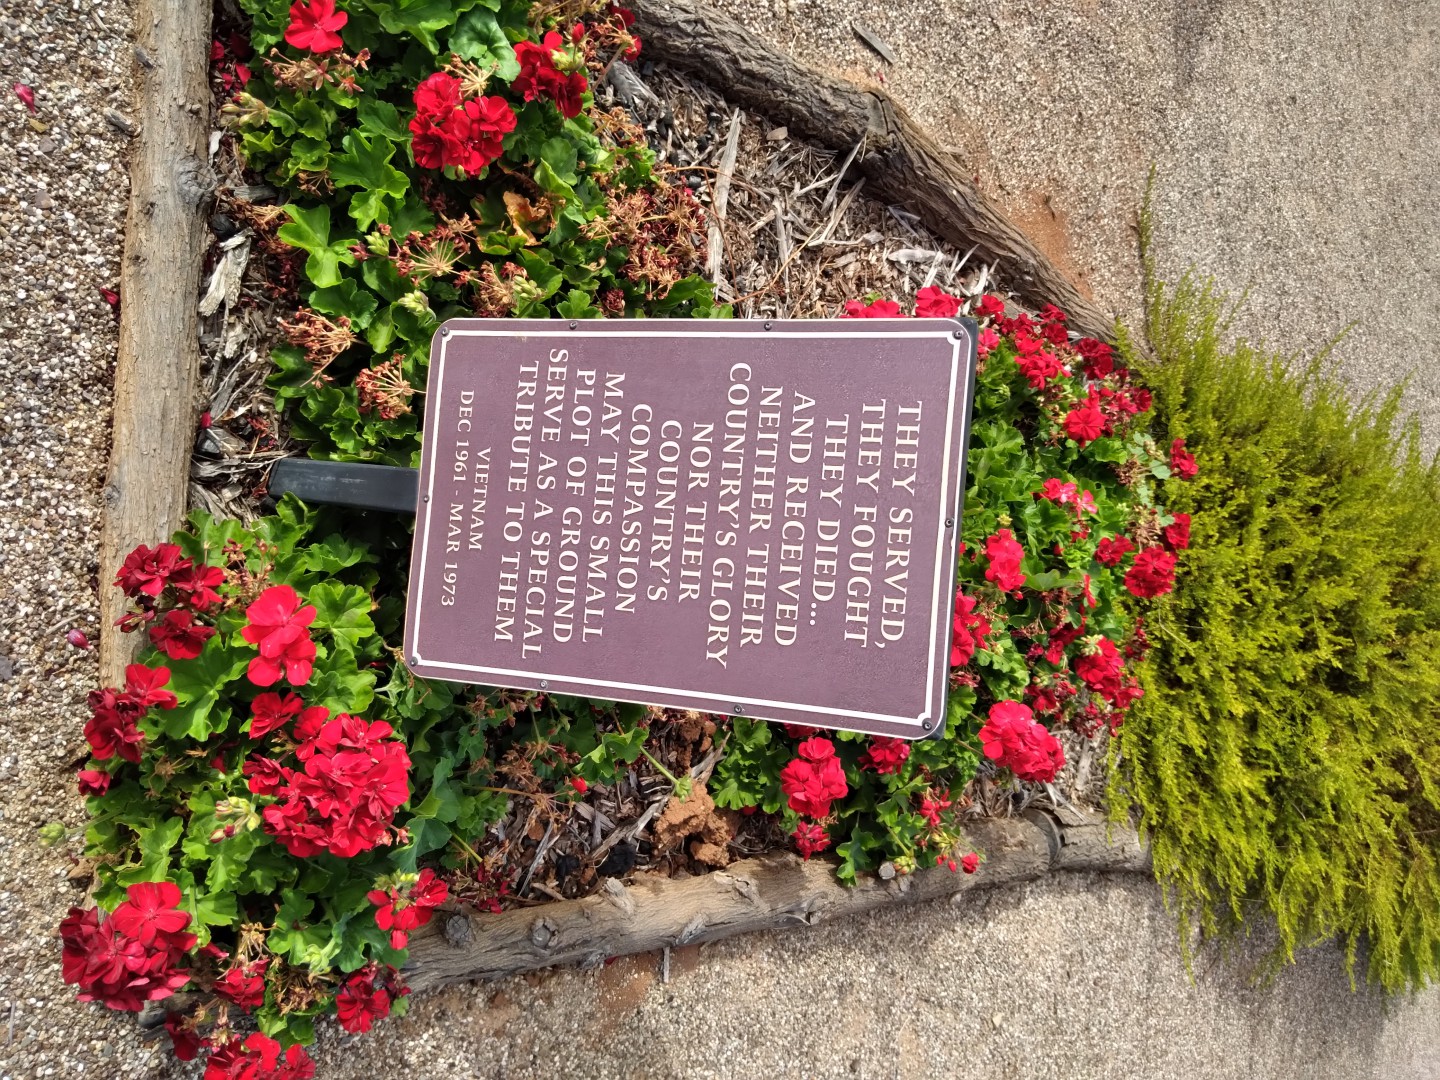 THEY SERVED,
THEY FOUGHT
THEY DIED...
AND RECEIVED
NEITHER THEIR
COUNTRY'S GLORY
NOR THEIR
COUNTRY'S
COMPASSION
MAY THIS SMALL
PLOT OF GROUND
SERVE AS A SPECIAL
TRIBUTE TO THEM
VIETNAM
DEC 1961 - MAR 1973